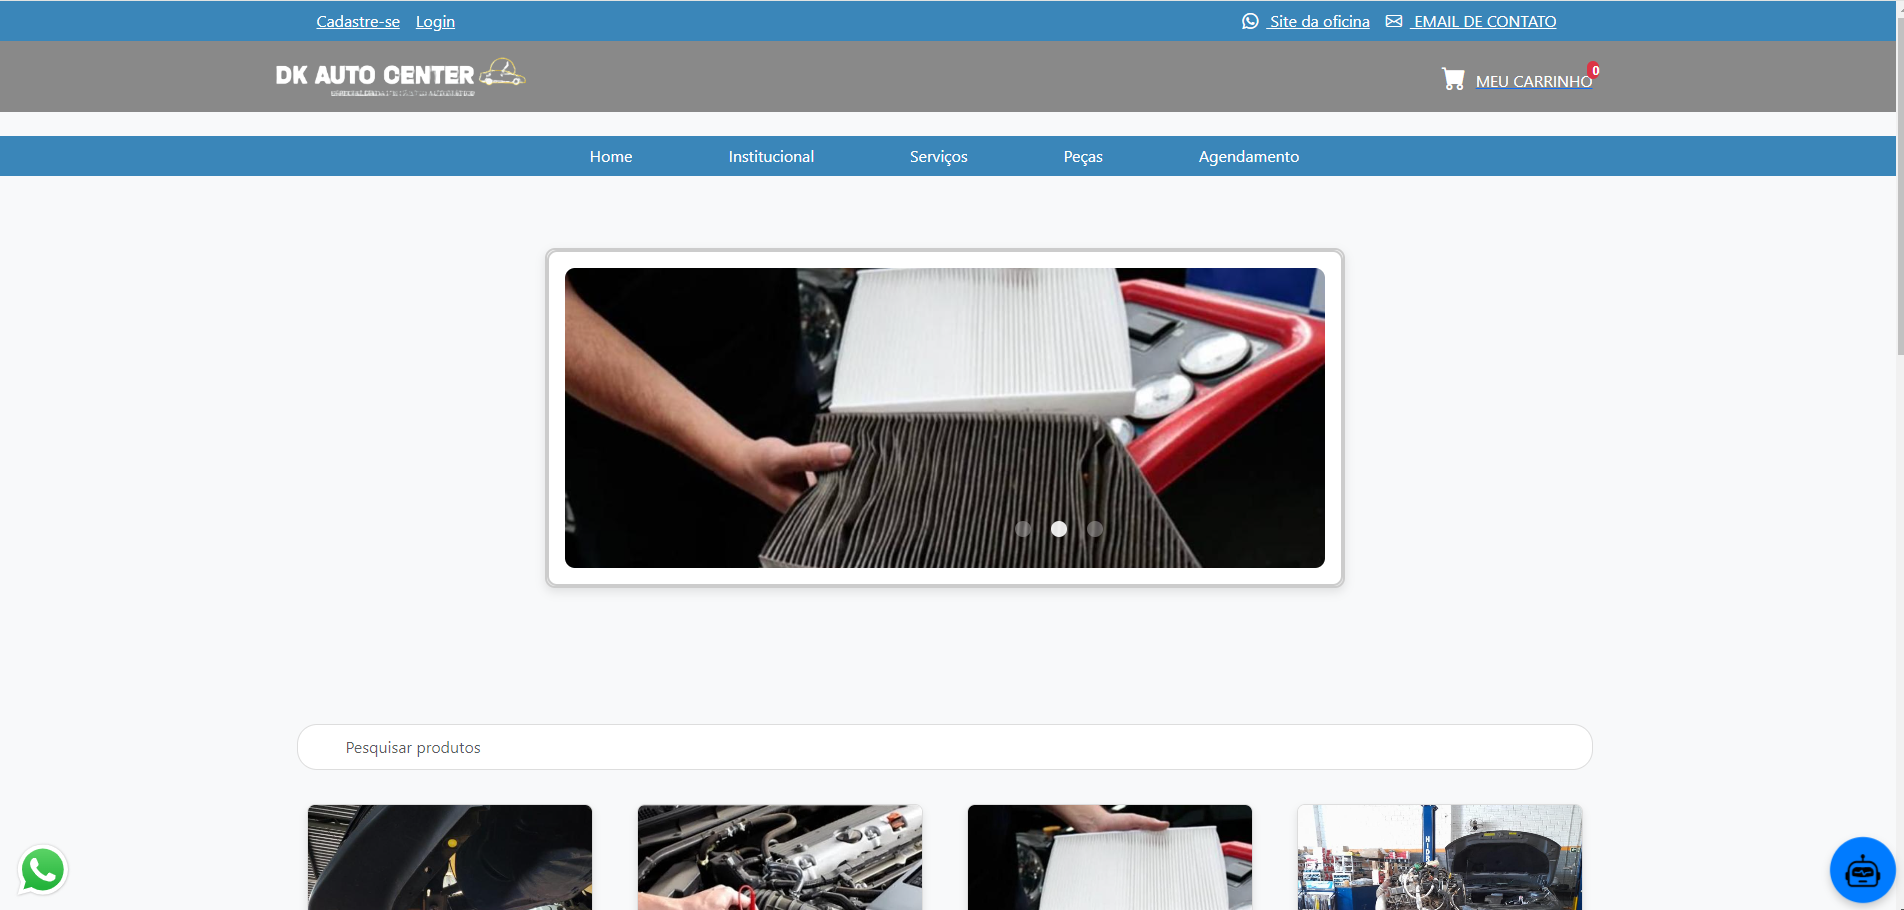 Cadastre-se Login
Site da oficina EMAIL DE CONTATO
DK AUTO CENTER
MEU CARRINHO 0
Home Institucional Serviços Peças Agendamento
Pesquisar produtos